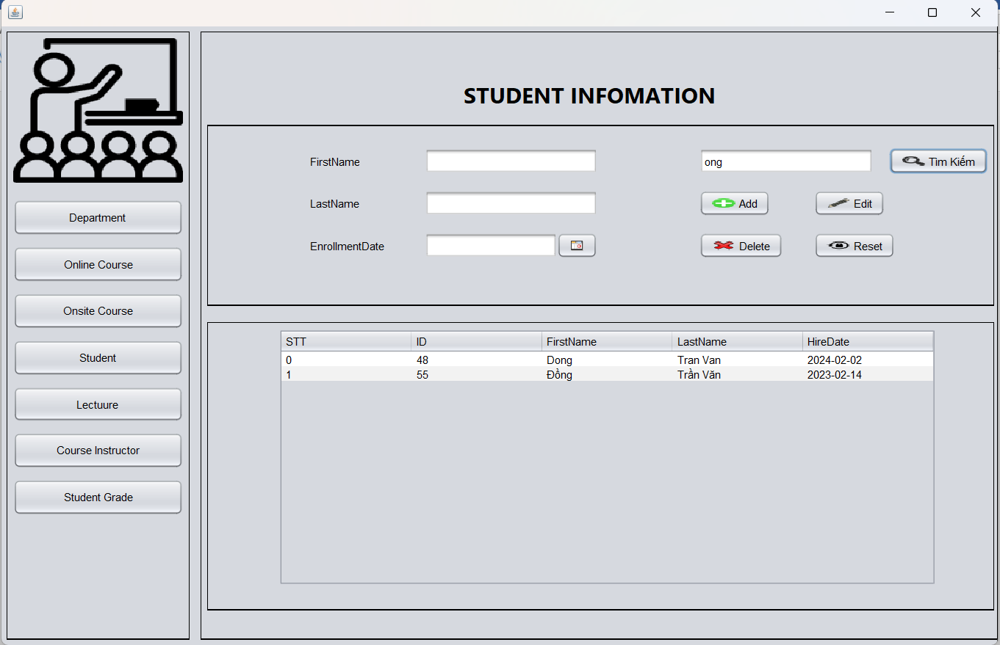 STUDENT INFOMATION
FirstName
ong
Tìm Kiếm
LastName
Add
Edit
EnrollmentDate
Delete
Reset
Department
Online Course
Onsite Course
Student
Lectuure
Course Instructor
Student Grade
STT ID FirstName LastName HireDate
0 48 Dong Tran Van 2024-02-02
1 55 Đồng Trần Văn 2023-02-14